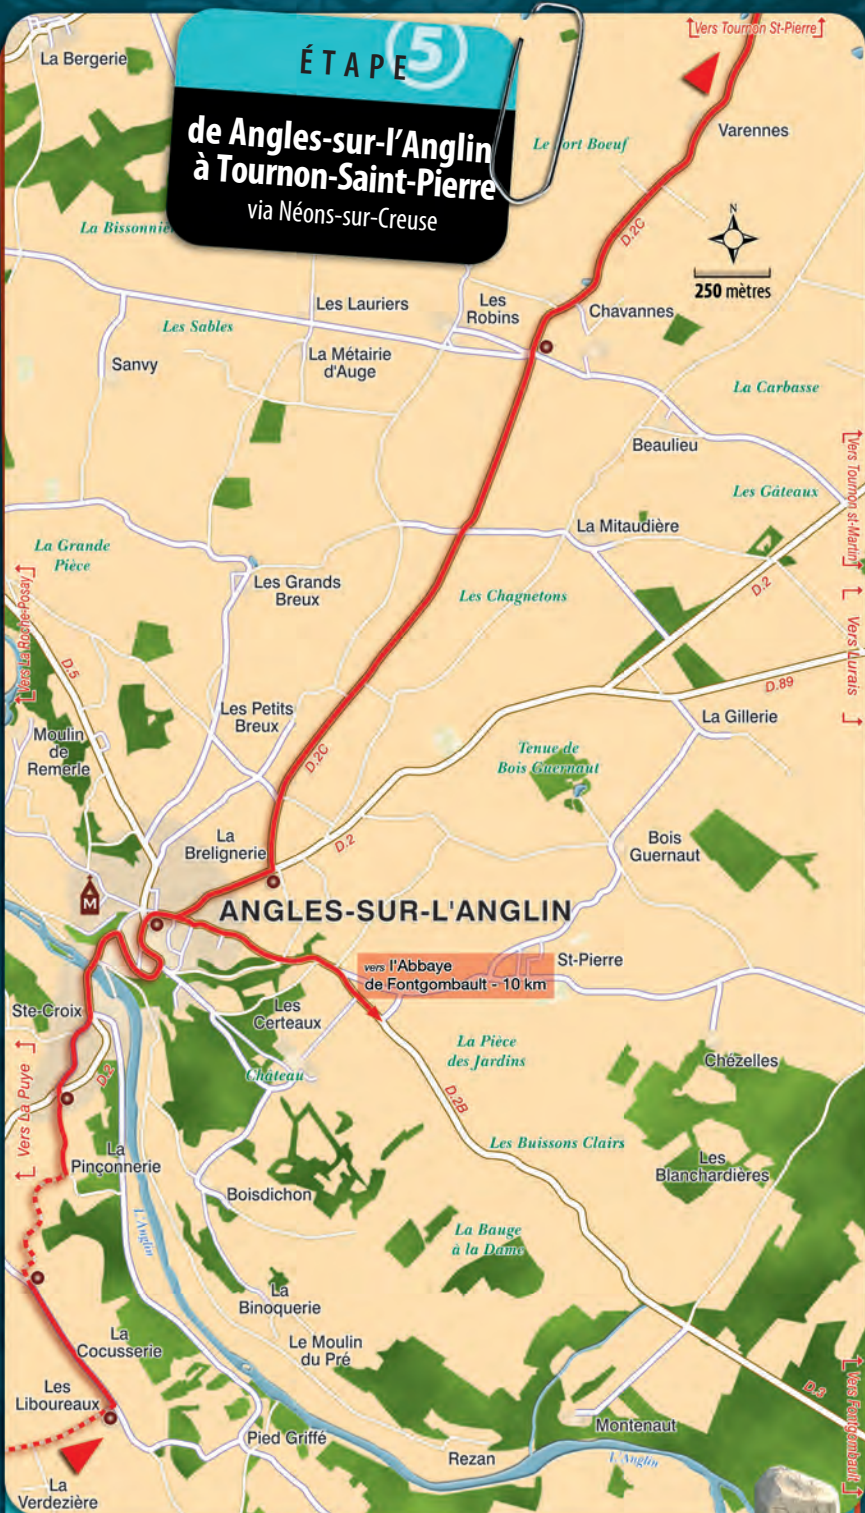 Vers Tournon St-Pierre
La Bergerie
ÉTAPE 5
de Angles-sur-l'Anglin
à Tournon-Saint-Pierre
via Néons-sur-Creuse
Varennes
La Bissonnie
D.2C
N
250 mètres
Les Lauriers
Les
Robins
Chavannes
Les Sables
La Métairie
d'Auge
Sanvy
La Carbasse
Beaulieu
Vers Tournon st-Martin
Les Gâteaux
La Mitaudière
La Grande
Pièce
Les Grands
Breux
Les Chagnetons
D.2
Vers La Roche-Posay
Vers Lurais
D.5
D.89
Les Petits
Breux
La Gillerie
Moulin
de
Remerle
D.2C
Tenue de
Bois Guernaut
La
Brelignerie
D.2
Bois
Guernaut
M
ANGLES-SUR-L'ANGLIN
vers l'Abbaye
de Fontgombault - 10 km
St-Pierre
Ste-Croix
Les
Certeaux
La Pièce
des Jardins
Chézelles
Château
Vers La Puye
D.2
D.2B
Les Buissons Clairs
La
Pinçonnerie
Les
Blanchardières
Boisdichon
L'Anglin
La Bauge
à la Dame
La
Binoquerie
La
Cocusserie
Le Moulin
du Pré
Les
Liboureaux
D.3
Vers Fontgombault
Montenaut
Pied Griffé
Rezan
L'Anglin
La
Verdezière